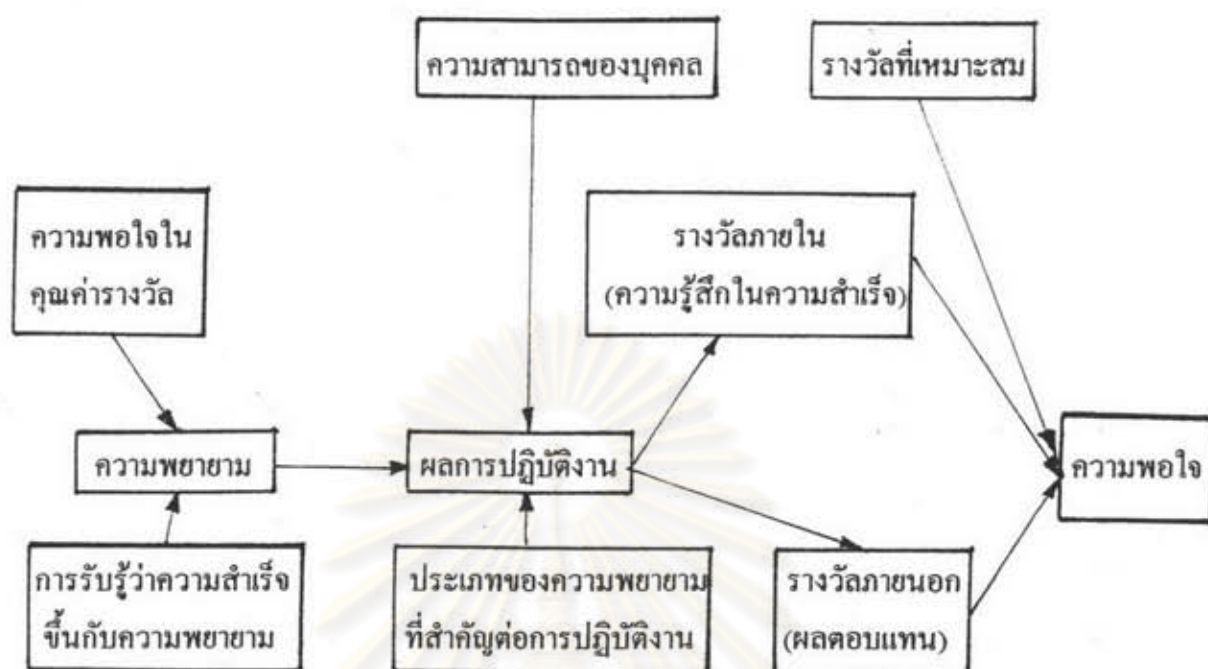 ความสามารถของบุคคล
รางวัลที่เหมาะสม
ความพอใจใน
คุณค่ารางวัล
รางวัลภายใน
(ความรู้สึกในความสำเร็จ)
ความพยายาม
ผลการปฏิบัติงาน
ความพอใจ
การรับรู้ว่าความสำเร็จ
ขึ้นกับความพยายาม
ประเภทของความพยายาม
ที่สำคัญต่อการปฏิบัติงาน
รางวัลภายนอก
(ผลตอบแทน)